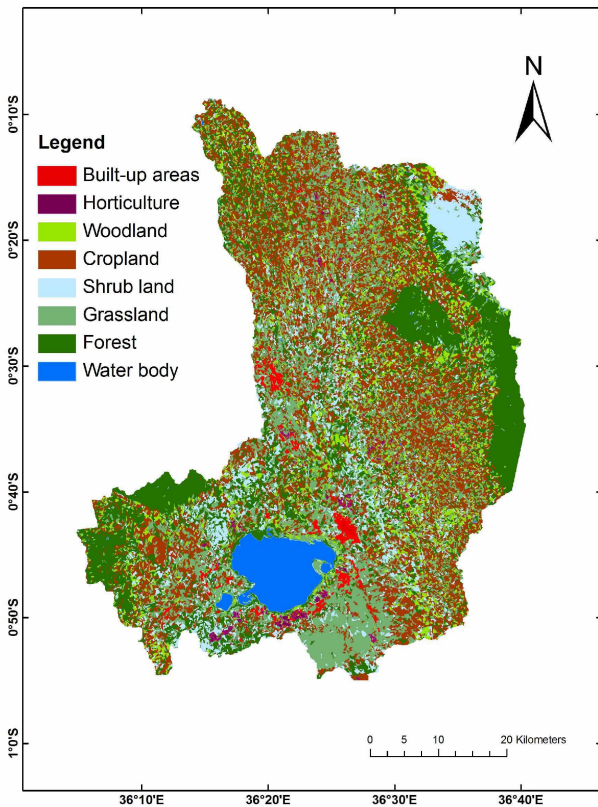 N
Legend
Built-up areas
Horticulture
Woodland
Cropland
Shrub land
Grassland
Forest
Water body
0°10'S
0°20'S
0°30'S
0°40'S
0°50'S
1°0'S
0 5 10 20 Kilometers
36°10'E 36°20'E 36°30'E 36°40'E